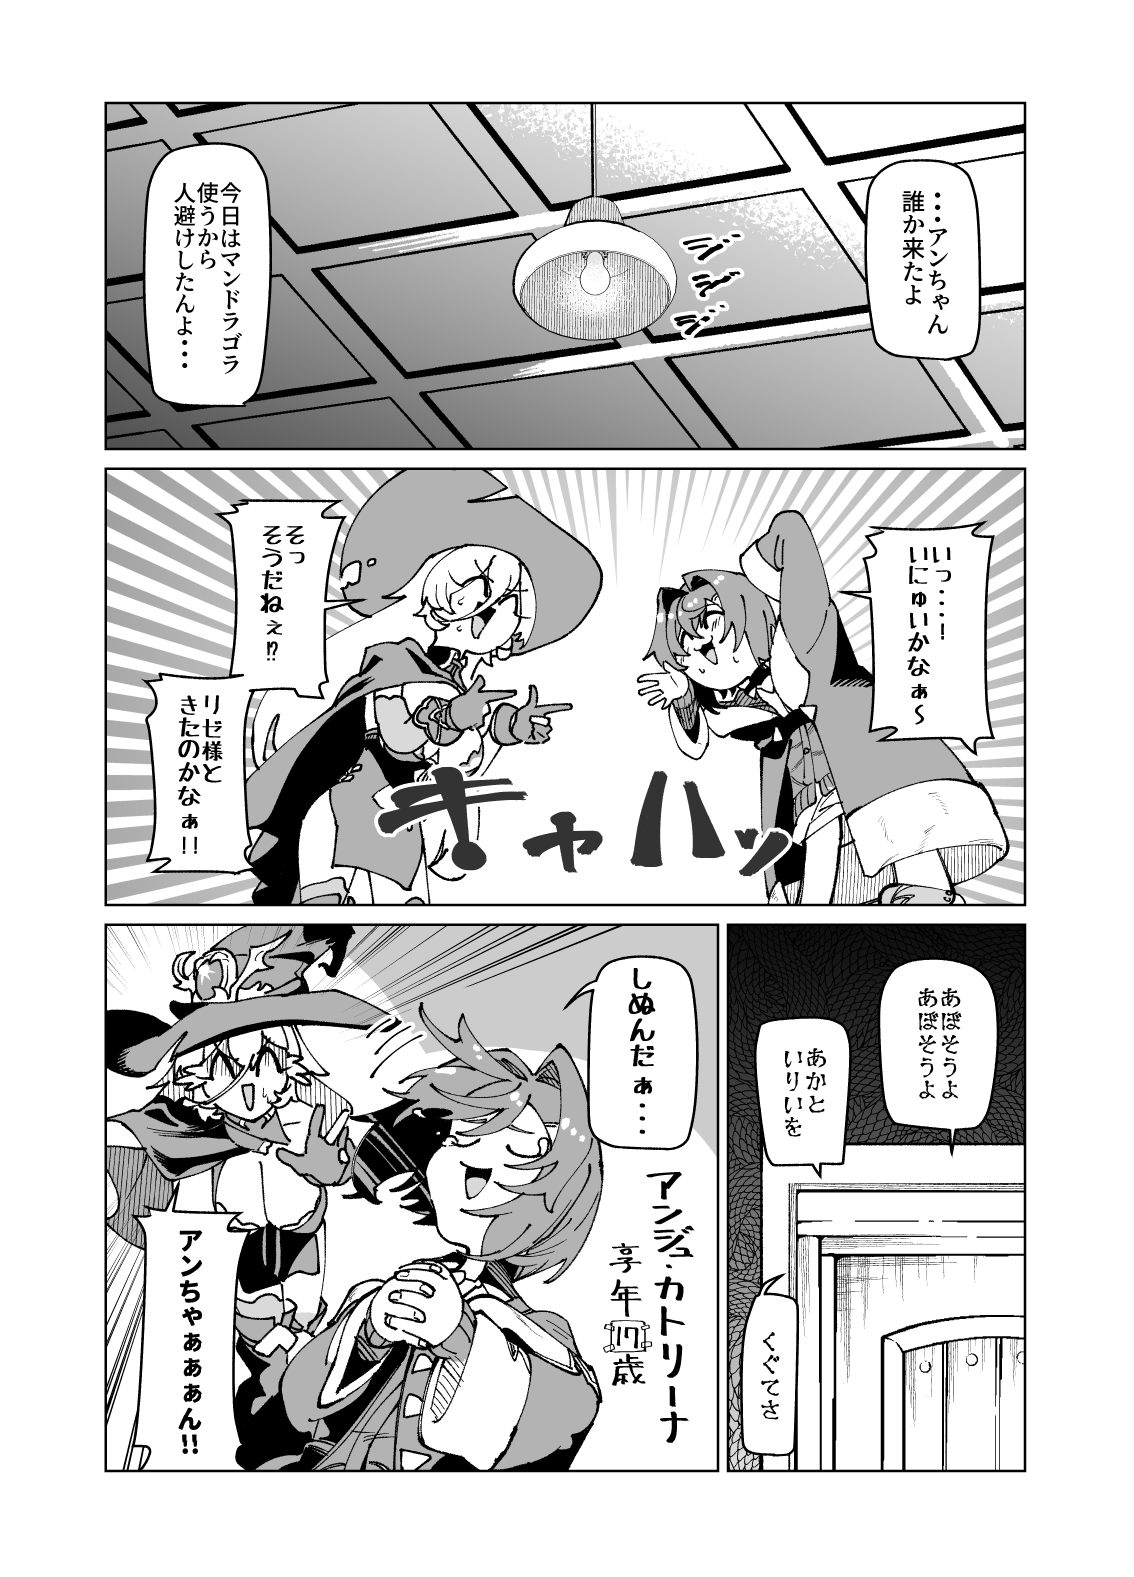 ・・・アンちゃん
誰か来たよ
ジジジ
今日はマンドラゴラ
使うから
人避けしたんよ・・・
いっ・・・・！
いにゅいかなぁ～
そっ
そうだねぇ!?
リゼ様と
きたのかなぁ!!
キャハッ
あぼそうよ
あぼそうよ
あかと
いりいを
くぐてさ
しぬんだぁ・・・
アンジュ・カトリーナ
享年17歳
アンちゃぁぁぁん!!